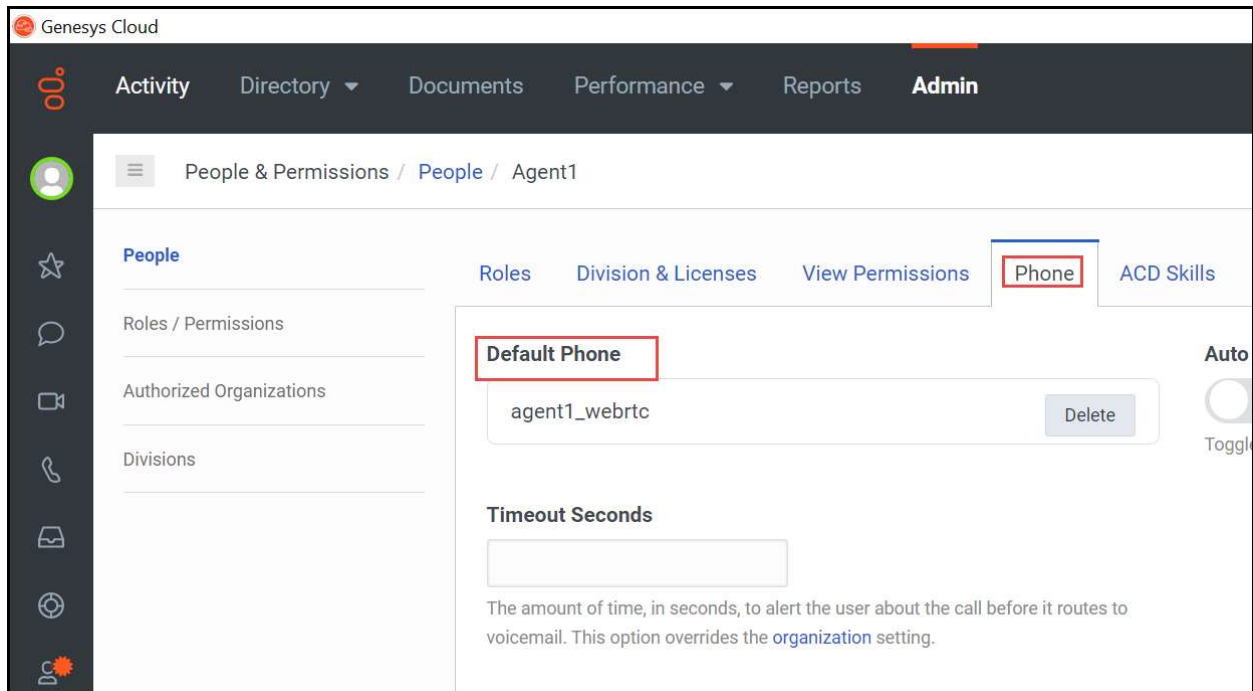 Genesys Cloud
Activity Directory Documents Performance Reports Admin
People & Permissions / People / Agent1
People
Roles / Permissions
Authorized Organizations
Divisions
Roles Division & Licenses View Permissions Phone ACD Skills
Default Phone
agent1_webrtc Delete
Auto
Toggle
Timeout Seconds
The amount of time, in seconds, to alert the user about the call before it routes to
voicemail. This option overrides the organization setting.